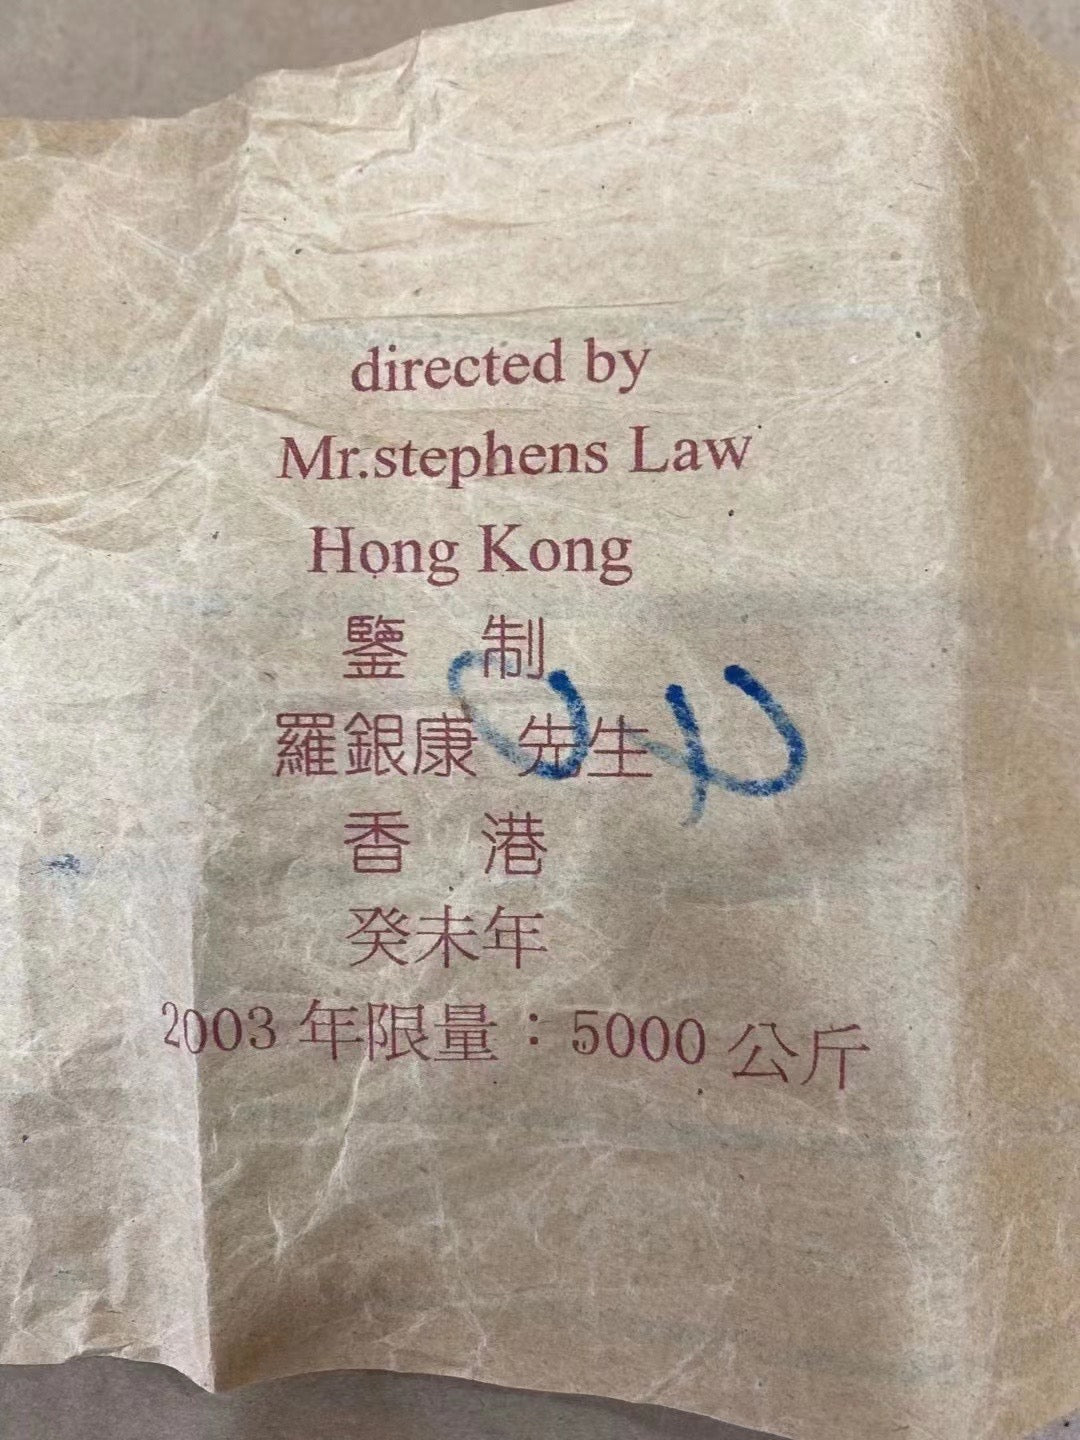 directed by
Mr.stephens Law
Hong Kong
鑒 制
羅銀康 先生
香 港
癸未年
2003 年限量：5000 公斤